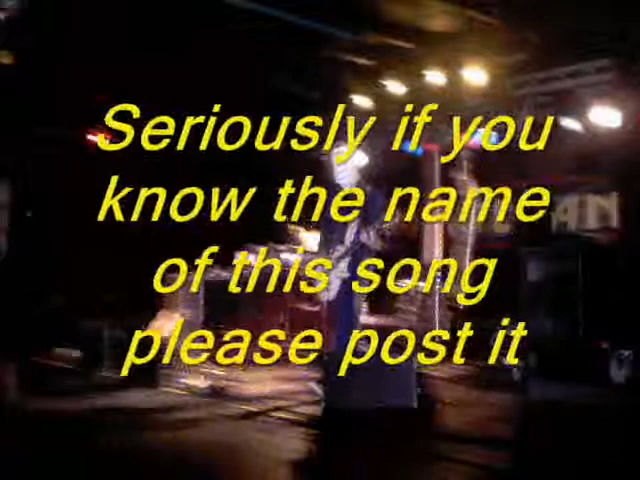 Seriously if you
know the name
of this song
please post it